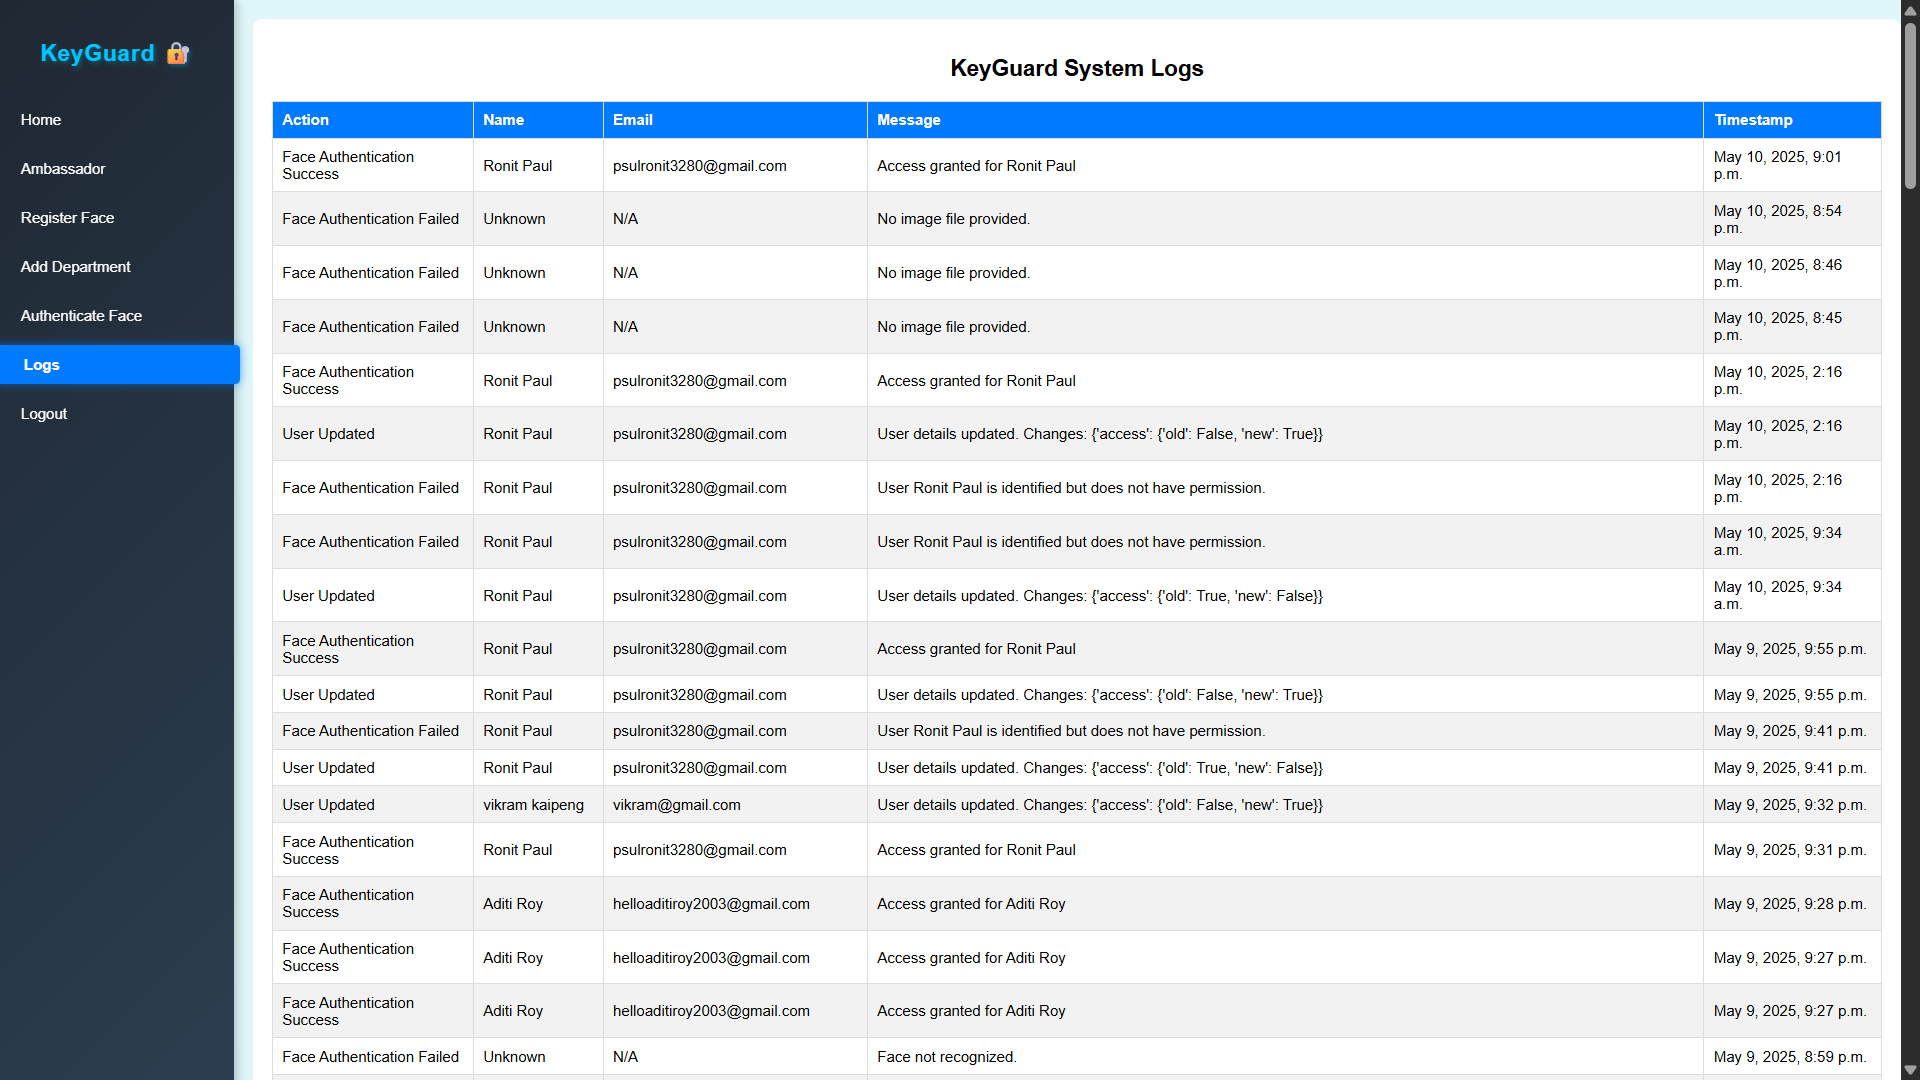 KeyGuard
Home
Ambassador
Register Face
Add Department
Authenticate Face
Logs
Logout
KeyGuard System Logs
Action Name Email Message Timestamp
Face Authentication Success Ronit Paul psulronit3280@gmail.com Access granted for Ronit Paul May 10, 2025, 9:01 p.m.
Face Authentication Failed Unknown N/A No image file provided. May 10, 2025, 8:54 p.m.
Face Authentication Failed Unknown N/A No image file provided. May 10, 2025, 8:46 p.m.
Face Authentication Failed Unknown N/A No image file provided. May 10, 2025, 8:45 p.m.
Face Authentication Success Ronit Paul psulronit3280@gmail.com Access granted for Ronit Paul May 10, 2025, 2:16 p.m.
User Updated Ronit Paul psulronit3280@gmail.com User details updated. Changes: {'access': {'old': False, 'new': True}} May 10, 2025, 2:16 p.m.
Face Authentication Failed Ronit Paul psulronit3280@gmail.com User Ronit Paul is identified but does not have permission. May 10, 2025, 2:16 p.m.
Face Authentication Failed Ronit Paul psulronit3280@gmail.com User Ronit Paul is identified but does not have permission. May 10, 2025, 9:34 a.m.
User Updated Ronit Paul psulronit3280@gmail.com User details updated. Changes: {'access': {'old': True, 'new': False}} May 10, 2025, 9:34 a.m.
Face Authentication Success Ronit Paul psulronit3280@gmail.com Access granted for Ronit Paul May 9, 2025, 9:55 p.m.
User Updated Ronit Paul psulronit3280@gmail.com User details updated. Changes: {'access': {'old': False, 'new': True}} May 9, 2025, 9:55 p.m.
Face Authentication Failed Ronit Paul psulronit3280@gmail.com User Ronit Paul is identified but does not have permission. May 9, 2025, 9:41 p.m.
User Updated Ronit Paul psulronit3280@gmail.com User details updated. Changes: {'access': {'old': True, 'new': False}} May 9, 2025, 9:41 p.m.
User Updated vikram kaipeng vikram@gmail.com User details updated. Changes: {'access': {'old': False, 'new': True}} May 9, 2025, 9:32 p.m.
Face Authentication Success Ronit Paul psulronit3280@gmail.com Access granted for Ronit Paul May 9, 2025, 9:31 p.m.
Face Authentication Success Aditi Roy helloaditiroy2003@gmail.com Access granted for Aditi Roy May 9, 2025, 9:28 p.m.
Face Authentication Success Aditi Roy helloaditiroy2003@gmail.com Access granted for Aditi Roy May 9, 2025, 9:27 p.m.
Face Authentication Success Aditi Roy helloaditiroy2003@gmail.com Access granted for Aditi Roy May 9, 2025, 9:27 p.m.
Face Authentication Failed Unknown N/A Face not recognized. May 9, 2025, 8:59 p.m.